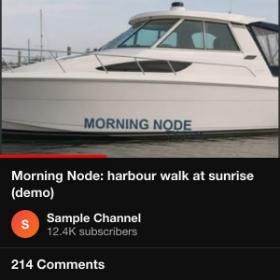 MORNING NODE
Morning Node: harbour walk at sunrise
(demo)
S
Sample Channel
12.4K subscribers
214 Comments